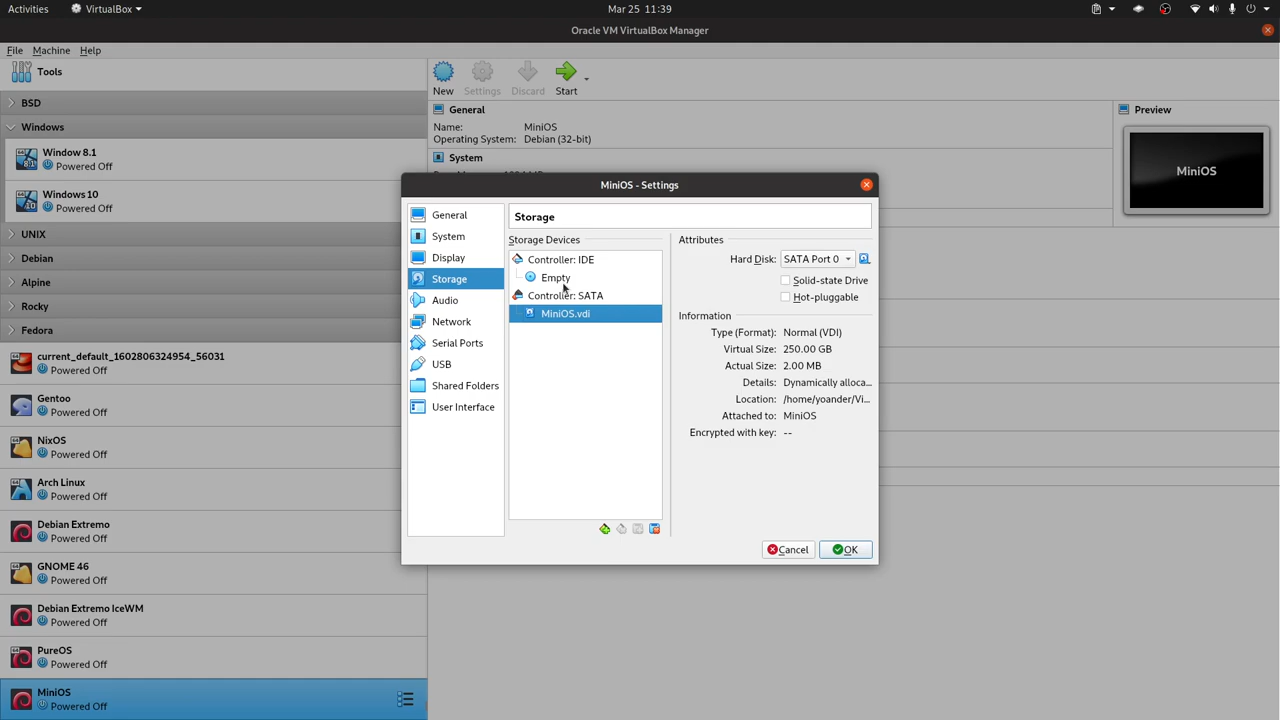 Activities
VirtualBox
Mar 25 11:39
Oracle VM VirtualBox Manager
File Machine Help
Tools
BSD
Windows
Window 8.1
Powered Off
Windows 10
Powered Off
UNIX
Debian
Alpine
Rocky
Fedora
current_default_1602806324954_56031
Powered Off
Gentoo
Powered Off
NixOS
Powered Off
Arch Linux
Powered Off
Debian Extremo
Powered Off
GNOME 46
Powered Off
Debian Extremo IceWM
Powered Off
PureOS
Powered Off
MiniOS
Powered Off
New Settings Discard Start
General
Name: MiniOS
Operating System: Debian (32-bit)
System
Preview
MiniOS
MiniOS - Settings
General
System
Display
Storage
Audio
Network
Serial Ports
USB
Shared Folders
User Interface
Storage
Storage Devices
Controller: IDE
Empty
Controller: SATA
MiniOS.vdi
Attributes
Hard Disk: SATA Port 0
Solid-state Drive
Hot-pluggable
Information
Type (Format): Normal (VDI)
Virtual Size: 250.00 GB
Actual Size: 2.00 MB
Details: Dynamically alloca...
Location: /home/yoander/Vi...
Attached to: MiniOS
Encrypted with key: --
Cancel OK